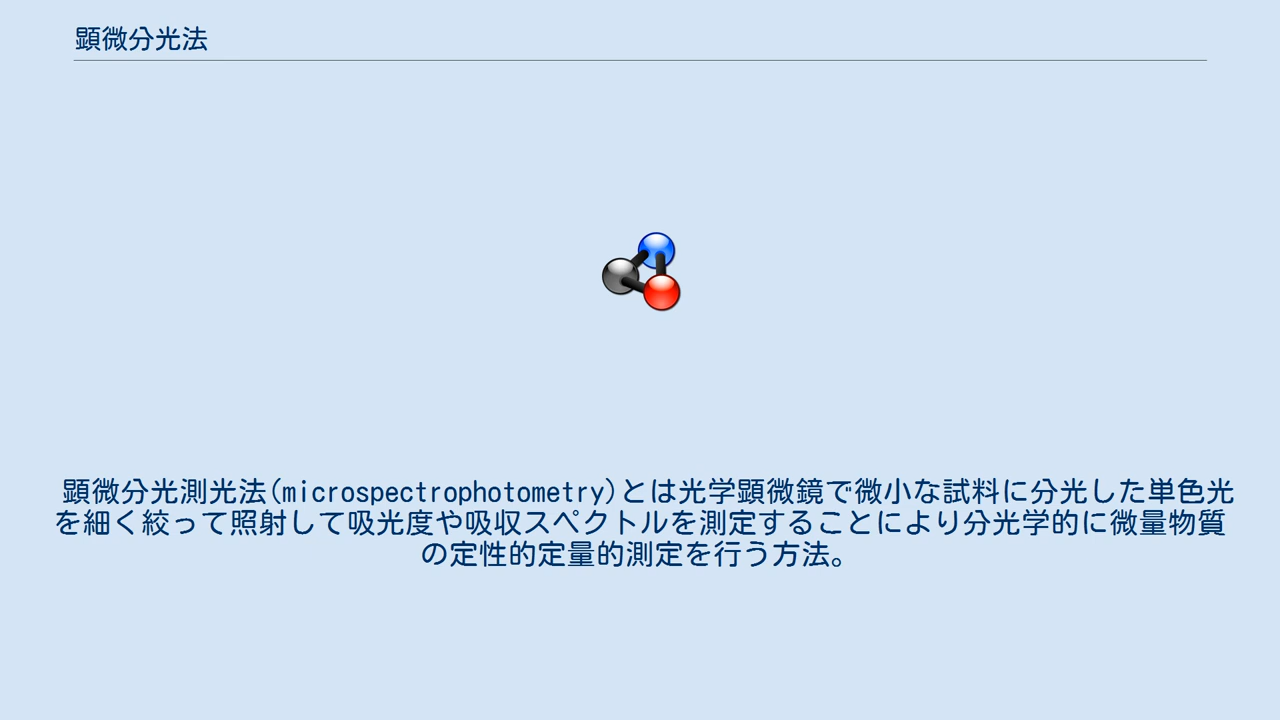 顕微分光法
顕微分光測光法(microspectrophotometry)とは光学顕微鏡で微小な試料に分光した単色光
を細く絞って照射して吸光度や吸収スペクトルを測定することにより分光学的に微量物質
の定性的定量的測定を行う方法。